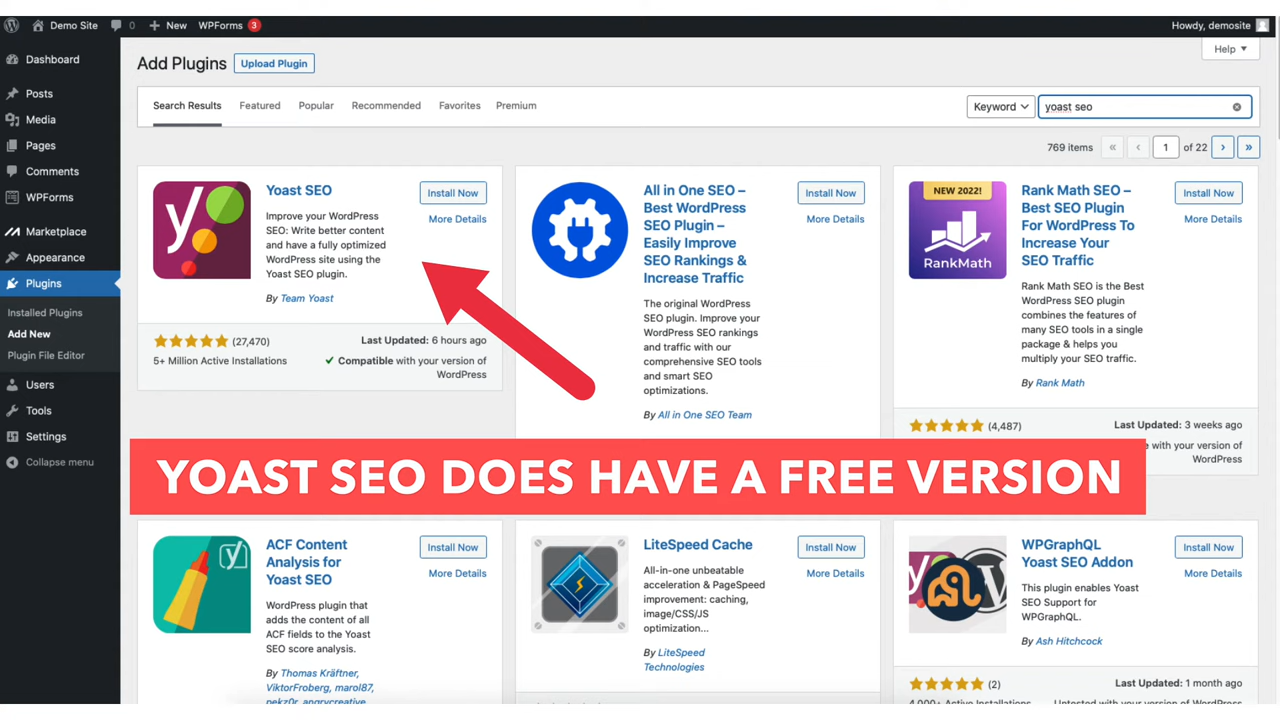 Demo Site 0 New WPForms 3 Howdy, demosite
Help
Dashboard
Posts
Media
Pages
Comments
WPForms
Marketplace
Appearance
Plugins
Installed Plugins
Add New
Plugin File Editor
Users
Tools
Settings
Collapse menu
Add Plugins Upload Plugin
Search Results Featured Popular Recommended Favorites Premium Keyword yoast seo
769 items « ‹ 1 of 22 › »
Yoast SEO
Install Now
More Details
Improve your WordPress
SEO: Write better content
and have a fully optimized
WordPress site using the
Yoast SEO plugin.
By Team Yoast
(27,470)
5+ Million Active Installations
Last Updated: 6 hours ago
Compatible with your version of
WordPress
All in One SEO –
Best WordPress
SEO Plugin –
Easily Improve
SEO Rankings &
Increase Traffic
Install Now
More Details
The original WordPress
SEO plugin. Improve your
WordPress SEO rankings
and traffic with our
comprehensive SEO tools
and smart SEO
optimizations.
By All in One SEO Team
NEW 2022!
RankMath
Rank Math SEO –
Best SEO Plugin
For WordPress To
Increase Your
SEO Traffic
Install Now
More Details
Rank Math SEO is the Best
WordPress SEO plugin
combines the features of
many SEO tools in a single
package & helps you
multiply your SEO traffic.
By Rank Math
(4,487)
Last Updated: 3 weeks ago
with your version of
WordPress
YOAST SEO DOES HAVE A FREE VERSION
ACF Content
Analysis for
Yoast SEO
Install Now
More Details
WordPress plugin that
adds the content of all
ACF fields to the Yoast
SEO score analysis.
By Thomas Kräftner,
ViktorFroberg, marol87,
pekz0r, angrycreative,
LiteSpeed Cache
Install Now
More Details
All-in-one unbeatable
acceleration & PageSpeed
improvement: caching,
image/CSS/JS
optimization...
By LiteSpeed
Technologies
WPGraphQL
Yoast SEO Addon
Install Now
More Details
This plugin enables Yoast
SEO Support for
WPGraphQL.
By Ash Hitchcock
(2)
Last Updated: 1 month ago
4,000+ Active Installations
Untested with your version of
WordPress